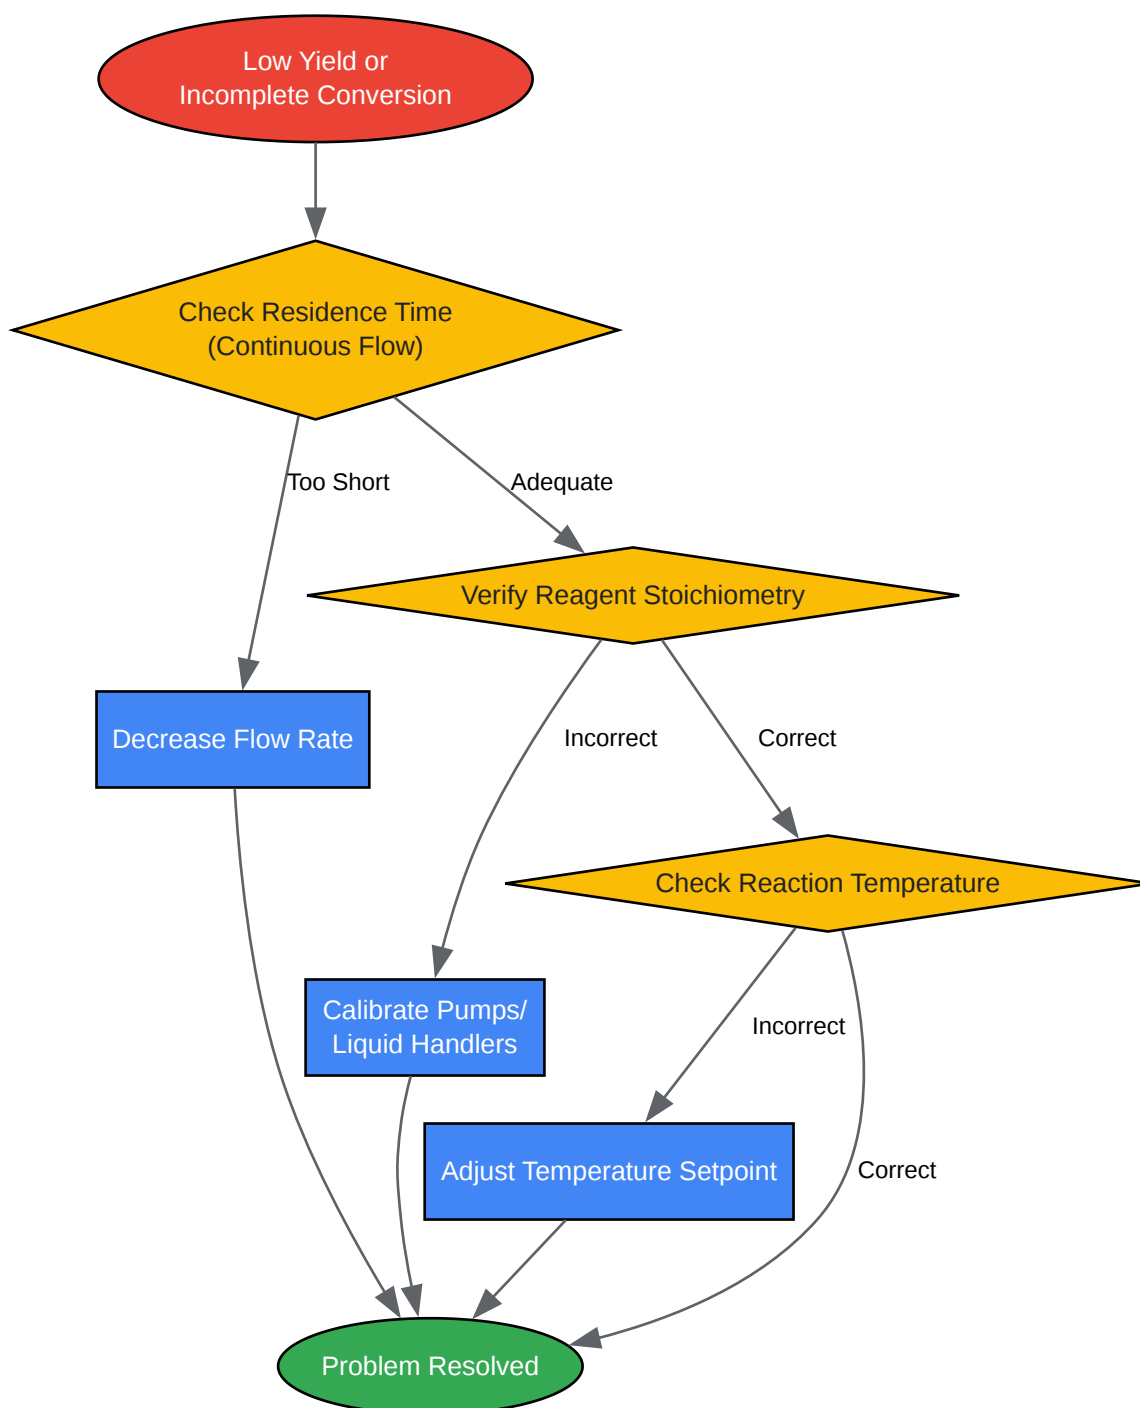 Low Yield or
Incomplete Conversion
Check Residence Time
(Continuous Flow)
Too Short
Adequate
Verify Reagent Stoichiometry
Decrease Flow Rate
Incorrect
Correct
Check Reaction Temperature
Calibrate Pumps/
Liquid Handlers
Incorrect
Adjust Temperature Setpoint
Correct
Problem Resolved